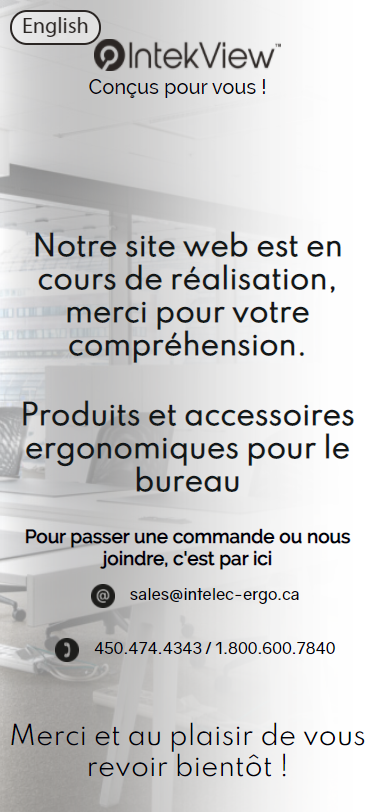 English
IntekView™
Conçus pour vous !
Notre site web est en
cours de réalisation,
merci pour votre
compréhension.
Produits et accessoires
ergonomiques pour le
bureau
Pour passer une commande ou nous
joindre, c'est par ici
sales@intelec-ergo.ca
450.474.4343 / 1.800.600.7840
Merci et au plaisir de vous
revoir bientôt !